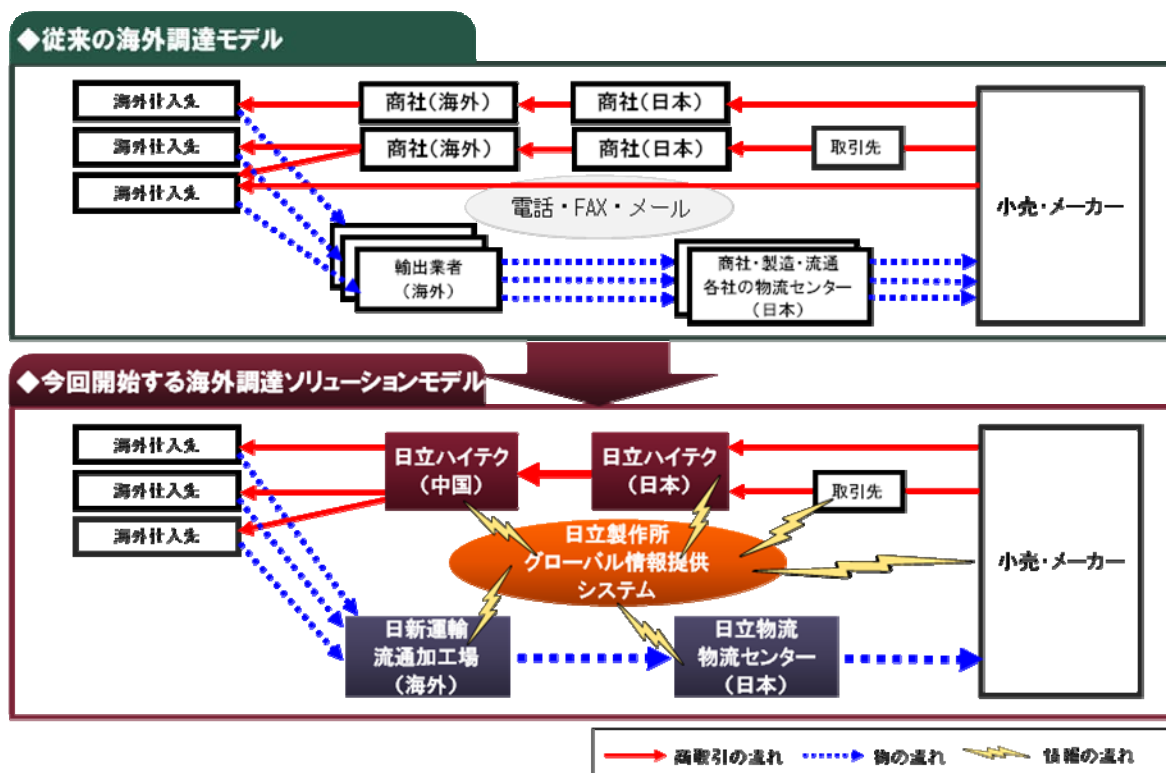 ◆従来の海外調達モデル
海外仕入先
商社(海外)
商社(日本)
海外仕入先
商社(海外)
商社(日本)
取引先
海外仕入先
小売・メーカー
電話・FAX・メール
輸出業者
(海外)
商社・製造・流通
各社の物流センター
(日本)
◆今回開始する海外調達ソリューションモデル
海外仕入先
日立ハイテク
(中国)
日立ハイテク
(日本)
海外仕入先
取引先
海外仕入先
日立製作所
グローバル情報提供
システム
小売・メーカー
日新運輸
流通加工場
(海外)
日立物流
物流センター
(日本)
商取引の流れ
物の流れ
情報の流れ